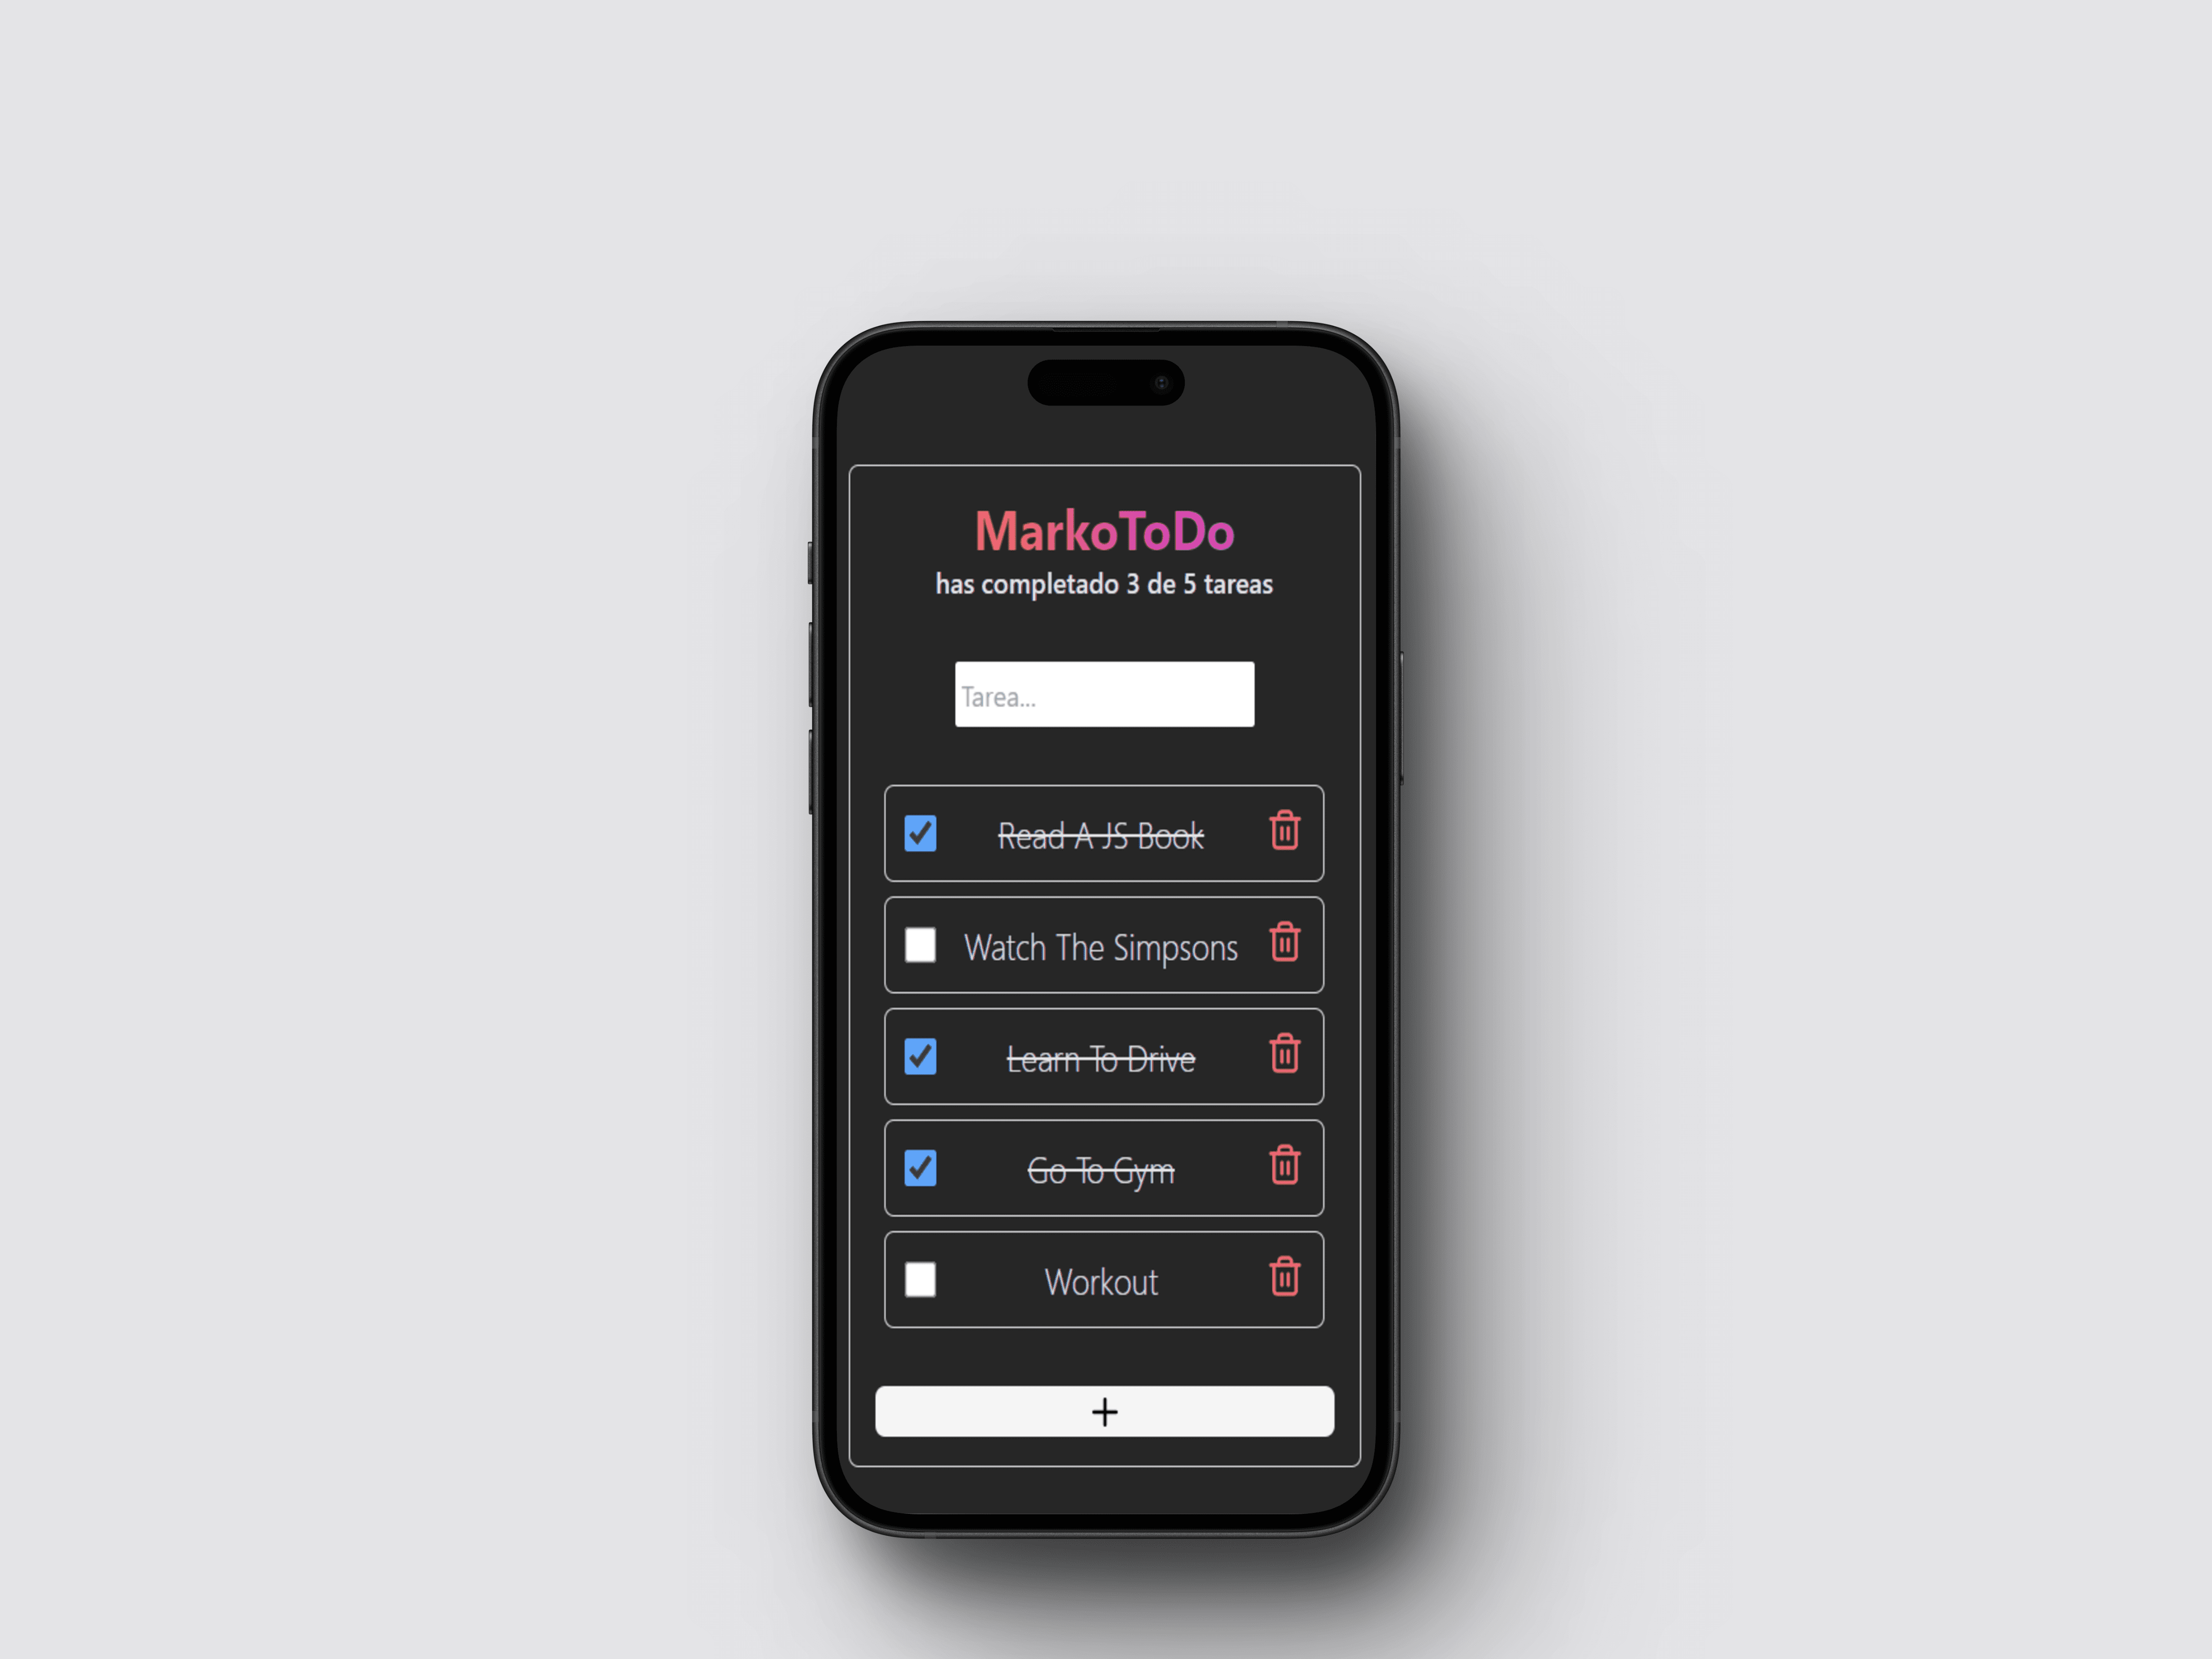 MarkoToDo
has completado 3 de 5 tareas
Tarea...
Read A JS Book
Watch The Simpsons
Learn To Drive
Go To Gym
Workout
+